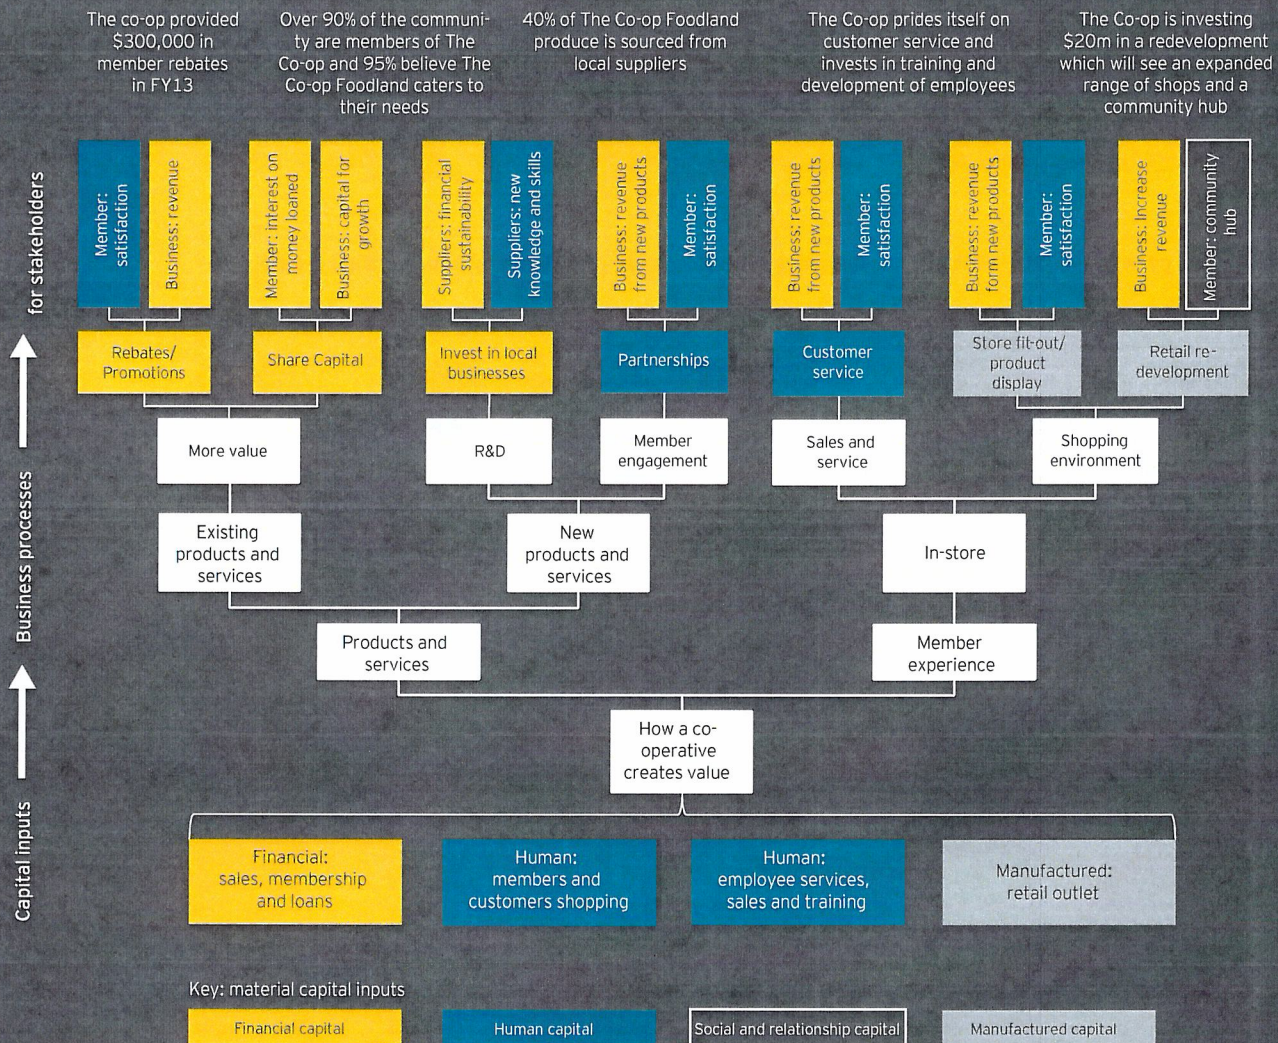 The co-op provided
$300,000 in
member rebates
in FY13
Over 90% of the communi-
ty are members of The
Co-op and 95% believe The
Co-op Foodland caters to
their needs
40% of The Co-op Foodland
produce is sourced from
local suppliers
The Co-op prides itself on
customer service and
invests in training and
development of employees
The Co-op is investing
$20m in a redevelopment
which will see an expanded
range of shops and a
community hub
for stakeholders
Member:
satisfaction
Business: revenue
Member: interest on
money loaned
Business: capital for
growth
Suppliers: financial
sustainability
Suppliers: new
knowledge and skills
Business: revenue
from new products
Member:
satisfaction
Business: revenue
from new products
Member:
satisfaction
Business: revenue
form new products
Member:
satisfaction
Business: Increase
revenue
Member: community
hub
Rebates/
Promotions
Share Capital
Invest in local
businesses
Partnerships
Customer
service
Store fit-out/
product
display
Retail re-
development
Business processes
More value
R&D
Member
engagement
Sales and
service
Shopping
environment
Existing
products and
services
New
products and
services
In-store
Products and
services
Member
experience
How a co-
operative
creates value
Capital inputs
Financial:
sales, membership
and loans
Human:
members and
customers shopping
Human:
employee services,
sales and training
Manufactured:
retail outlet
Key: material capital inputs
Financial capital
Human capital
Social and relationship capital
Manufactured capital